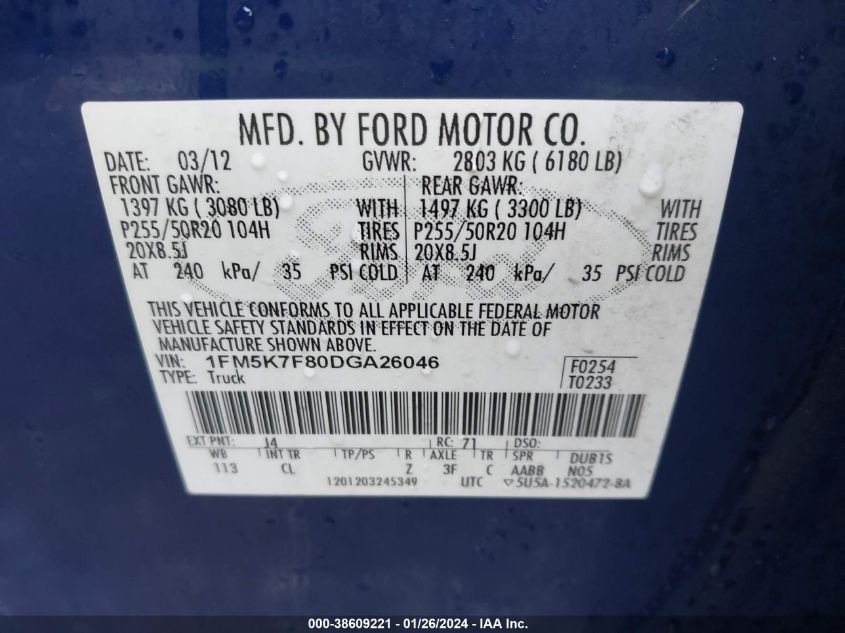 MFD. BY FORD MOTOR CO.
DATE: 03/12 GVWR: 2803 KG ( 6180 LB)
FRONT GAWR: REAR GAWR:
1397 KG ( 3080 LB) WITH 1497 KG ( 3300 LB) WITH
P255/50R20 104H TIRES P255/50R20 104H TIRES
20X8.5J RIMS 20X8.5J RIMS
AT 240 kPa/ 35 PSI COLD AT 240 kPa/ 35 PSI COLD
THIS VEHICLE CONFORMS TO ALL APPLICABLE FEDERAL MOTOR
VEHICLE SAFETY STANDARDS IN EFFECT ON THE DATE OF
MANUFACTURE SHOWN ABOVE.
VIN: 1FM5K7F80DGA26046 F0254
TYPE: Truck T0233
EXT PNT: J4 RC: 71 DSO:
WB INT TR TP/PS R AXLE TR SPR DUB1S
113 CL Z 3F C AABB N05
1201203245349 UTC ▽5U5A-1520472-BA
Ford
000-38609221 - 01/26/2024 - IAA Inc.